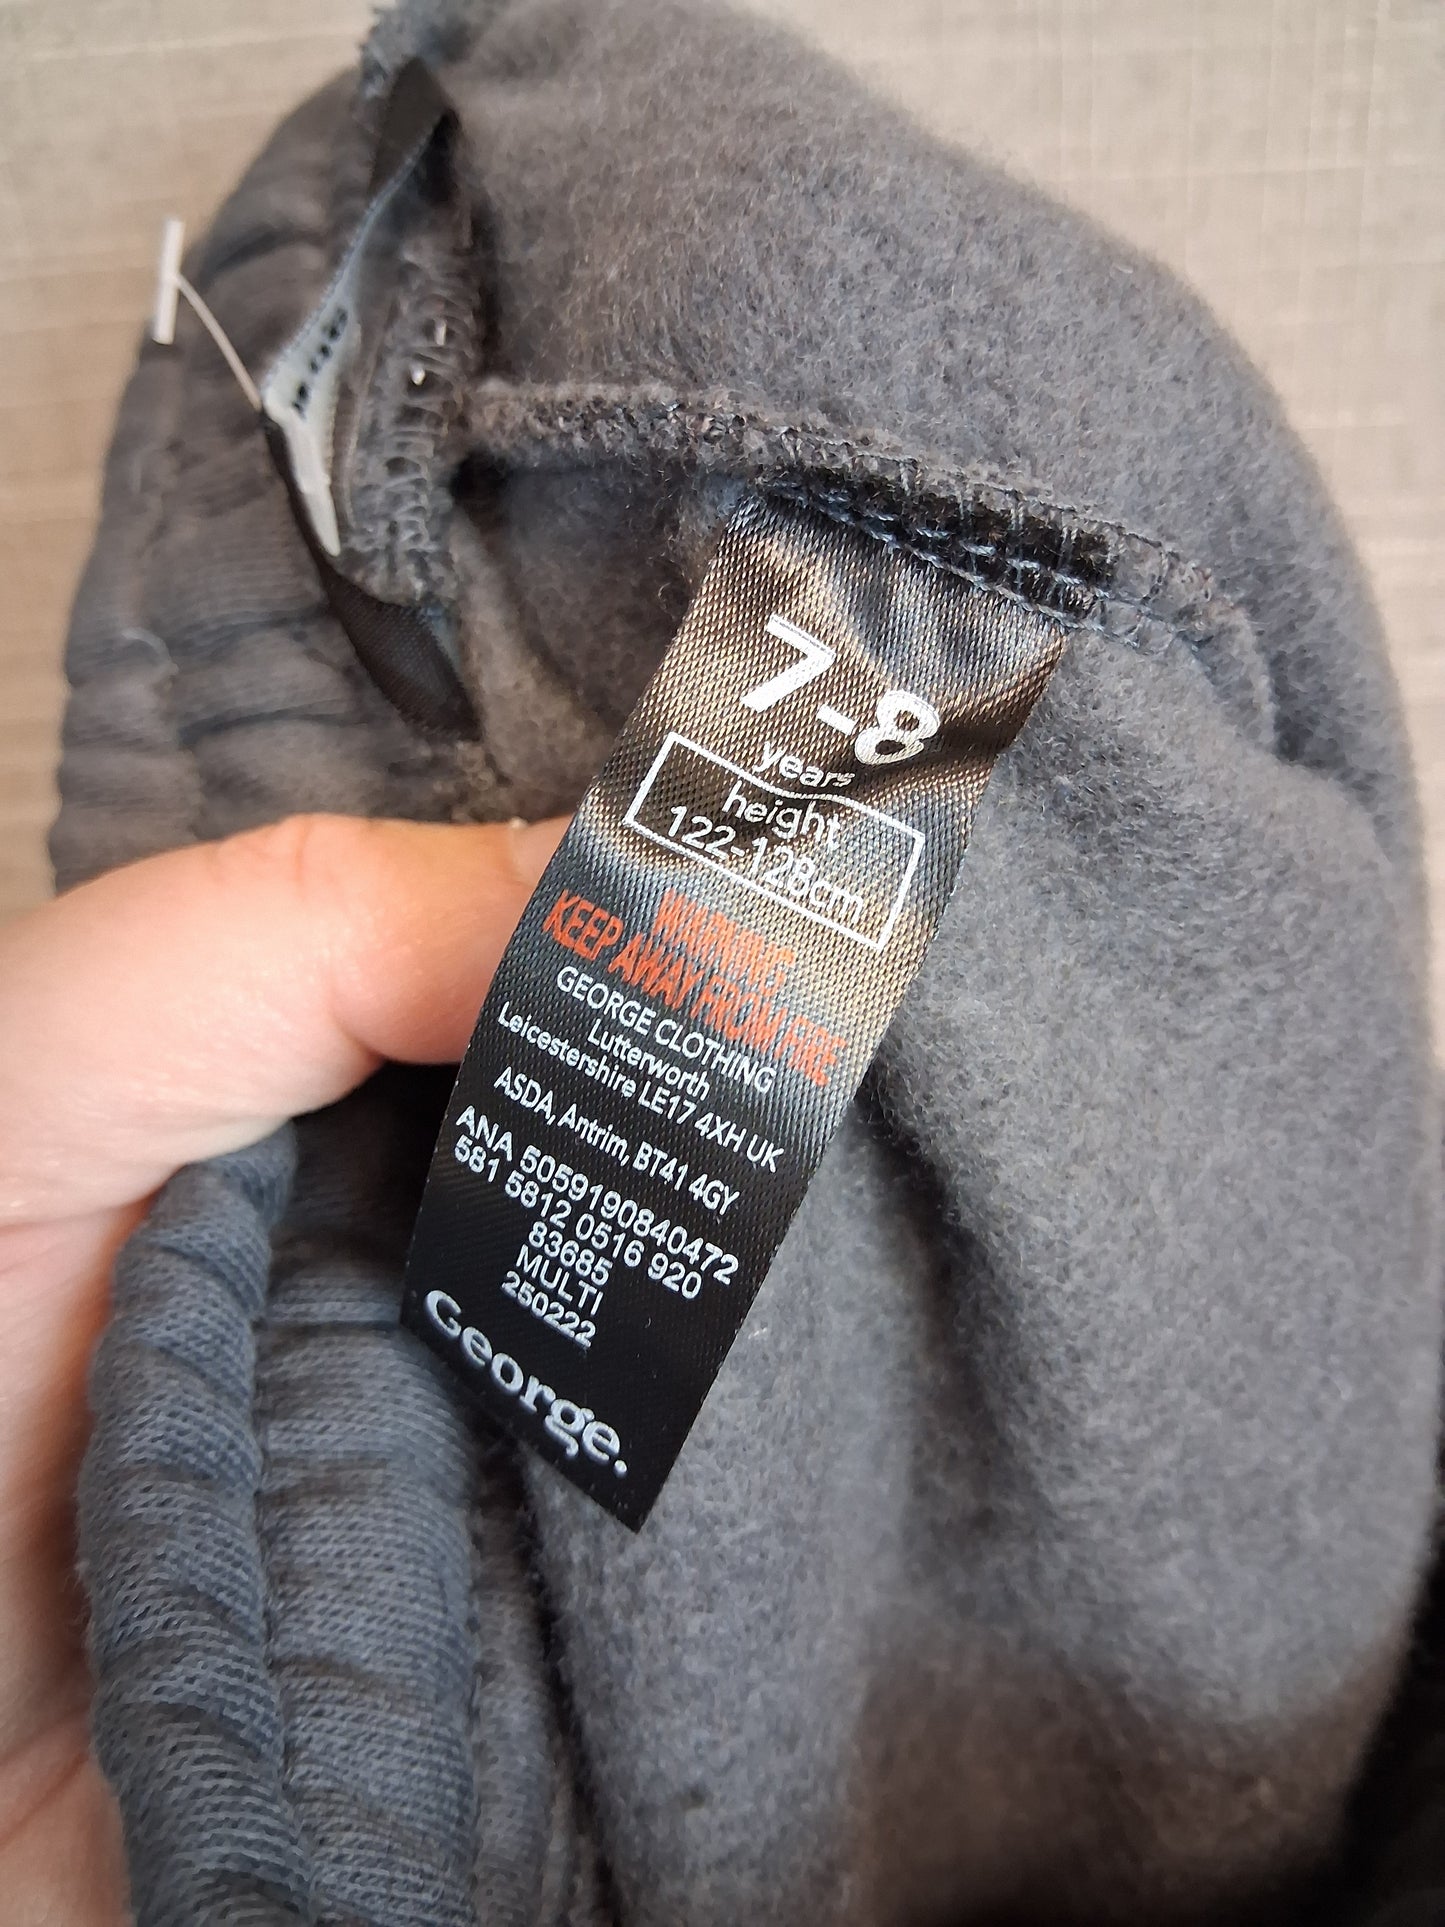 7-8
years
height
122-128cm
WARNING
KEEP AWAY FROM FIRE
GEORGE CLOTHING
Lutterworth
Leicestershire LE17 4XH UK
ASDA, Antrim, BT41 4GY
ANA 5059190840472
581 5812 0516 920
83685
MULTI
250222
George.